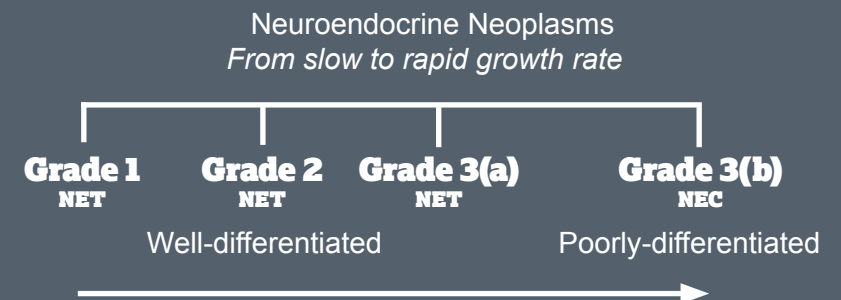 Neuroendocrine Neoplasms
From slow to rapid growth rate
Grade 1 Grade 2 Grade 3(a) Grade 3(b)
NET NET NET NEC
Well-differentiated Poorly-differentiated